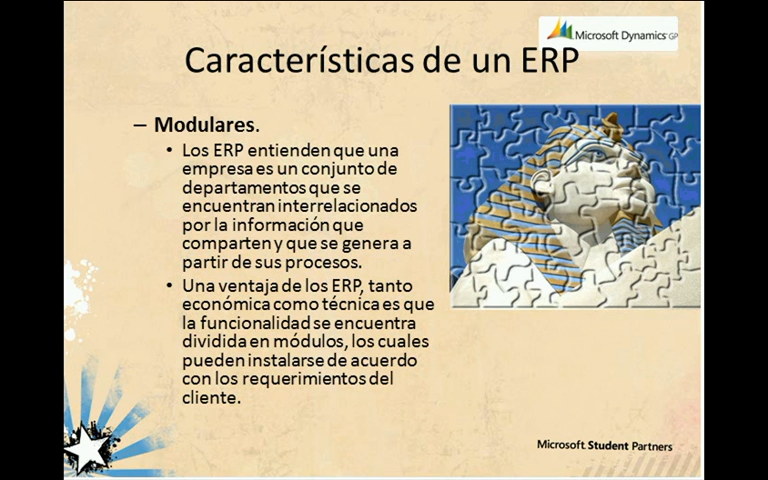 Microsoft Dynamics GP
Características de un ERP
– Modulares.
• Los ERP entienden que una
empresa es un conjunto de
departamentos que se
encuentran interrelacionados
por la información que
comparten y que se genera a
partir de sus procesos.
• Una ventaja de los ERP, tanto
económica como técnica es que
la funcionalidad se encuentra
dividida en módulos, los cuales
pueden instalarse de acuerdo
con los requerimientos del
cliente.
Microsoft Student Partners